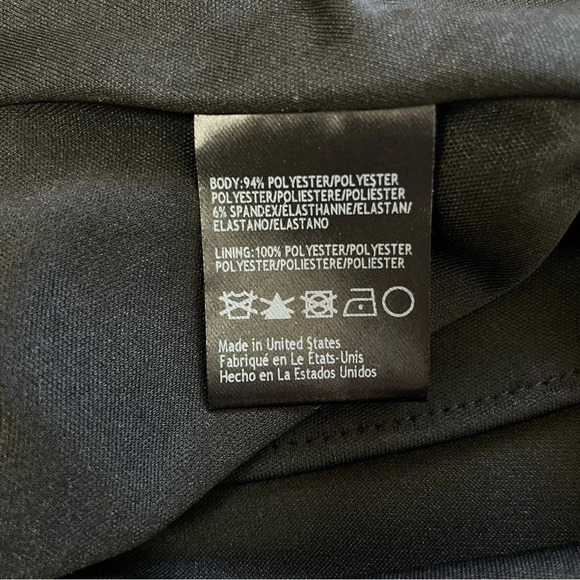 BODY:94% POLYESTER/POLYESTER
POLYESTER/POLIESTERE/POLIÉSTER
6% SPANDEX/ÉLASTHANNE/ELASTAN/
ELASTANO/ELASTANO
LINING:100% POLYESTER/POLYESTER
POLYESTER/POLIESTERE/POLIÉSTER
Made in United States
Fabriqué en Le États-Unis
Hecho en La Estados Unidos